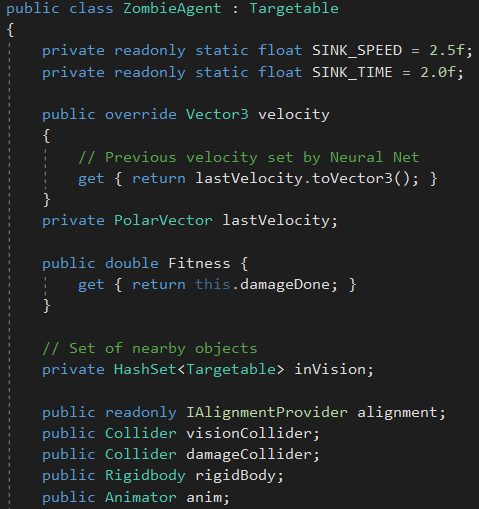 public class ZombieAgent : Targetable
{
private readonly static float SINK_SPEED = 2.5f;
private readonly static float SINK_TIME = 2.0f;
public override Vector3 velocity
{
// Previous velocity set by Neural Net
get { return lastVelocity.toVector3(); }
}
private PolarVector lastVelocity;
public double Fitness {
get { return this.damageDone; }
}
// Set of nearby objects
private HashSet<Targetable> inVision;
public readonly IAlignmentProvider alignment;
public Collider visionCollider;
public Collider damageCollider;
public Rigidbody rigidBody;
public Animator anim;